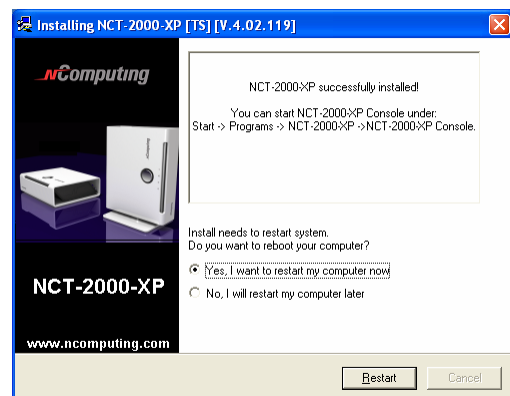 Installing NCT-2000-XP [TS] [V.4.02.119]
NComputing
NCT-2000-XP successfully installed!
You can start NCT-2000-XP Console under:
Start -> Programs -> NCT-2000-XP ->NCT-2000-XP Console.
Install needs to restart system.
Do you want to reboot your computer?
Yes, I want to restart my computer now
No, I will restart my computer later
NCT-2000-XP
www.ncomputing.com
Restart
Cancel